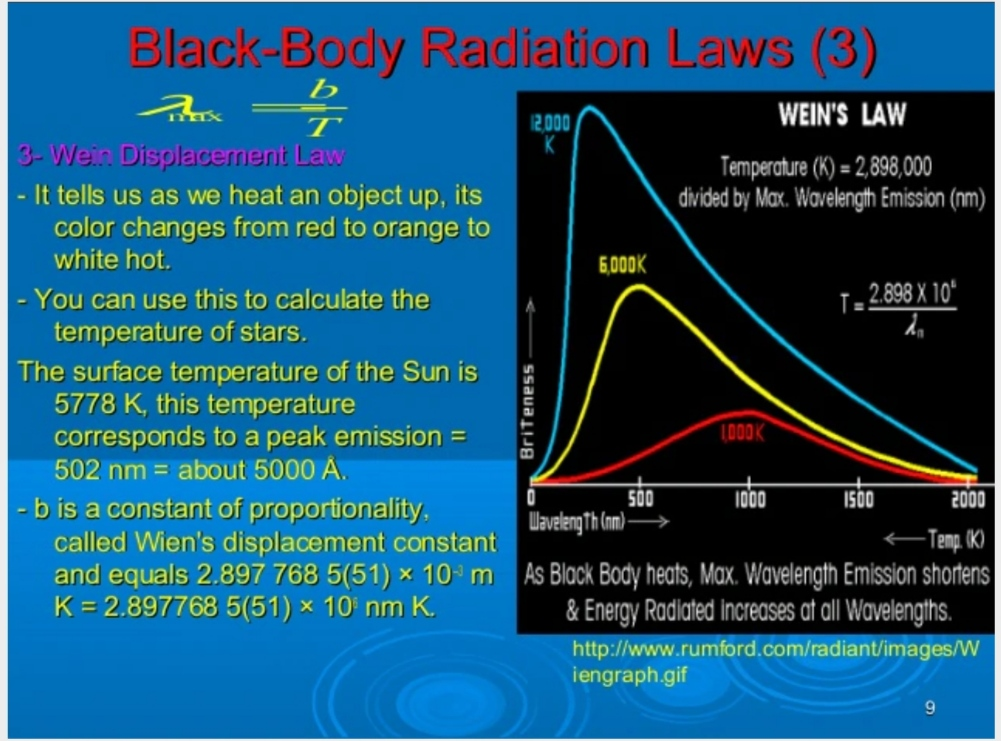 Black-Body Radiation Laws (3)
λmax = b
T
3- Wein Displacement Law
- It tells us as we heat an object up, its
color changes from red to orange to
white hot.
- You can use this to calculate the
temperature of stars.
The surface temperature of the Sun is
5778 K, this temperature
corresponds to a peak emission =
502 nm = about 5000 Å.
- b is a constant of proportionality,
called Wien's displacement constant
and equals 2.897 768 5(51) × 10⁻³ m
K = 2.897768 5(51) × 10⁶ nm K.
WEIN'S LAW
Temperature (K) = 2,898,000
divided by Max. Wavelength Emission (nm)
12,000
K
6,000K
T = 2.898 X 10⁶
λm
1,000K
BriTeness
0 500 1000 1500 2000
WavelengTh (nm)
Temp. (K)
As Black Body heats, Max. Wavelength Emission shortens
& Energy Radiated increases at all Wavelengths.
http://www.rumford.com/radiant/images/W
iengraph.gif
9